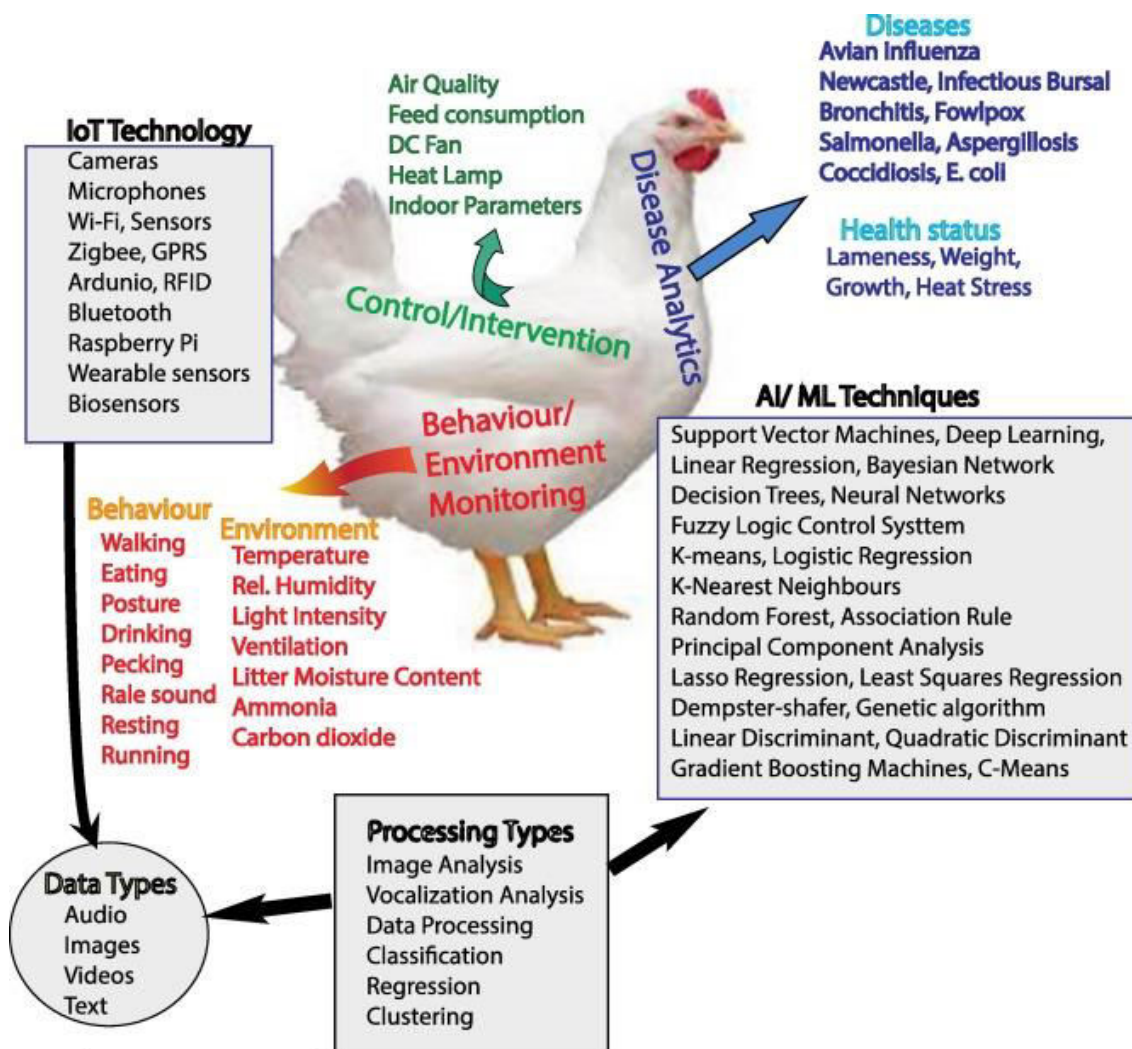 Diseases
Avian Influenza
Newcastle, Infectious Bursal
Bronchitis, Fowlpox
Salmonella, Aspergillosis
Coccidiosis, E. coli
Health status
Lameness, Weight,
Growth, Heat Stress
Air Quality
Feed consumption
DC Fan
Heat Lamp
Indoor Parameters
IoT Technology
Cameras
Microphones
Wi-Fi, Sensors
Zigbee, GPRS
Ardunio, RFID
Bluetooth
Raspberry Pi
Wearable sensors
Biosensors
Disease Analytics
Control/Intervention
Behaviour/
Environment
Monitoring
Behaviour
Walking
Eating
Posture
Drinking
Pecking
Rale sound
Resting
Running
Environment
Temperature
Rel. Humidity
Light Intensity
Ventilation
Litter Moisture Content
Ammonia
Carbon dioxide
AI/ ML Techniques
Support Vector Machines, Deep Learning,
Linear Regression, Bayesian Network
Decision Trees, Neural Networks
Fuzzy Logic Control Systtem
K-means, Logistic Regression
K-Nearest Neighbours
Random Forest, Association Rule
Principal Component Analysis
Lasso Regression, Least Squares Regression
Dempster-shafer, Genetic algorithm
Linear Discriminant, Quadratic Discriminant
Gradient Boosting Machines, C-Means
Processing Types
Image Analysis
Vocalization Analysis
Data Processing
Classification
Regression
Clustering
Data Types
Audio
Images
Videos
Text